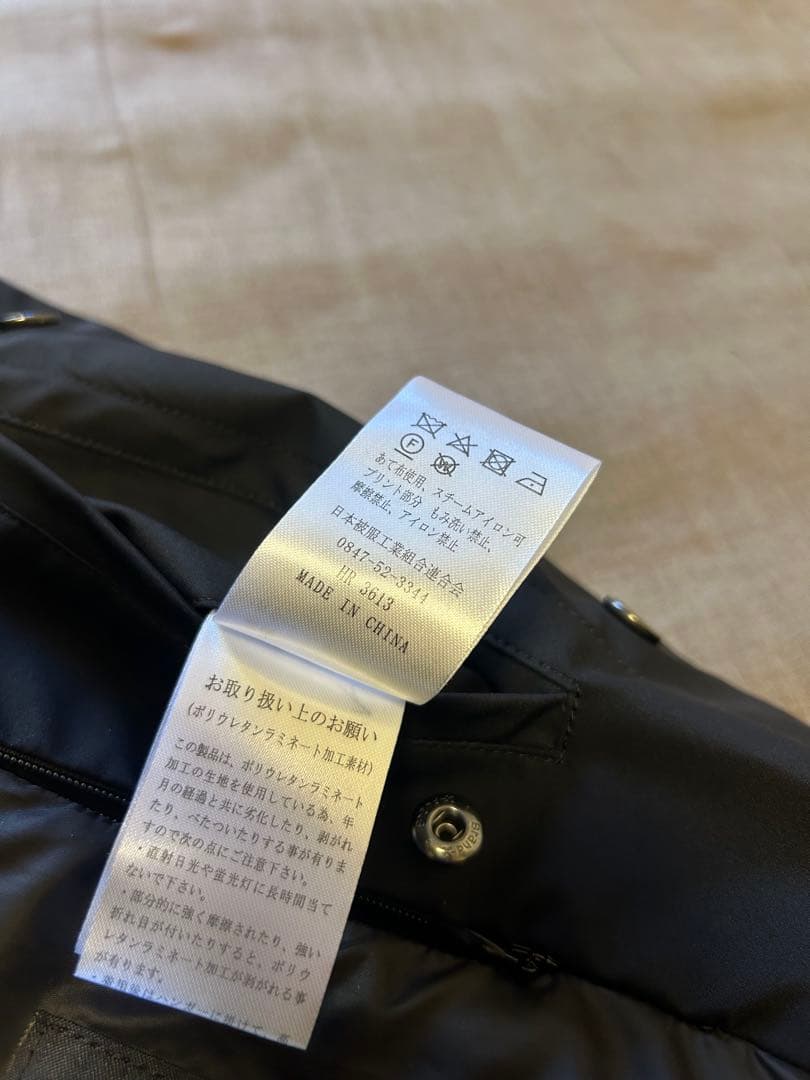 F
W
あて布使用、スチームアイロン可
プリント部分 もみ洗い禁止、
摩擦禁止、アイロン禁止
日本被服工業組合連合会
0847-52-3344
HR 3613
MADE IN CHINA
お取り扱い上のお願い
(ポリウレタンラミネート加工素材)
この製品は、ポリウレタンラミネート
加工の生地を使用している為、年
月の経過と共に劣化したり、剥がれ
たり、べたついたりする事が有りま
すので次の点にご注意下さい。
・直射日光や蛍光灯に長時間当て
ないで下さい。
・部分的に強く摩擦されたり、強い
折れ目が付いたりすると、ポリウ
レタンラミネート加工が剥がれる事
が有ります。